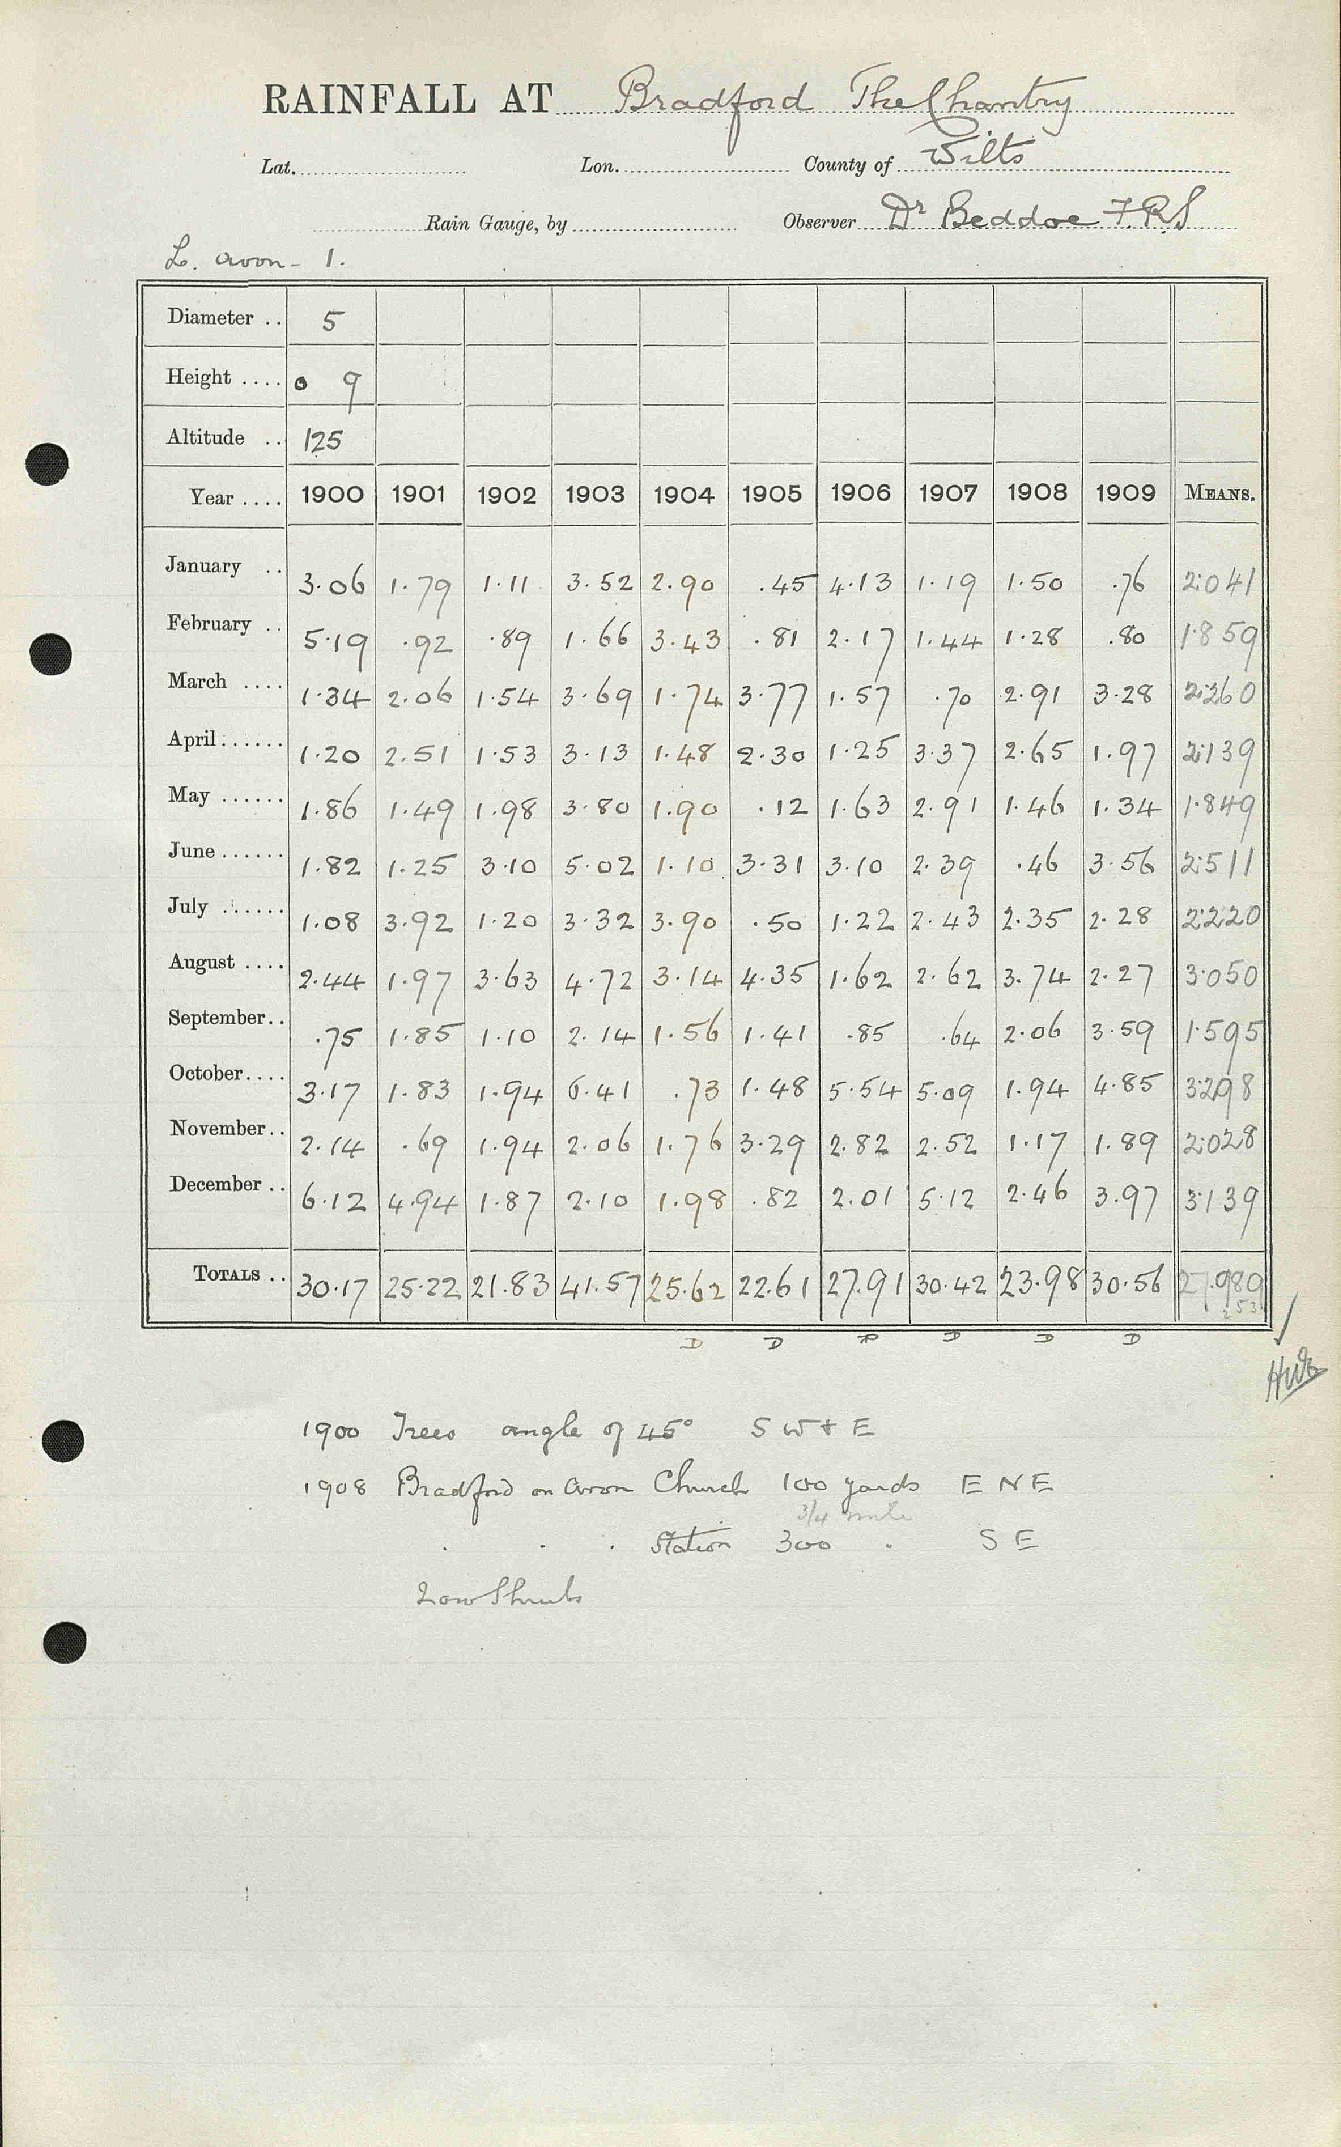 RAINFALL AT Bradford The Chantry
Lat. Lon. County of Wilts
Rain Gauge, by Observer Dr Beddoe F.R.S
L. Avon - 1.
Diameter .. 5
Height .... 0 9
Altitude .. 125
Year .... 1900 1901 1902 1903 1904 1905 1906 1907 1908 1909 MEANS.
January .. 3.06 1.79 1.11 3.52 2.90 .45 4.13 1.19 1.50 .76 2.041
February .. 5.19 .92 .89 1.66 3.43 .81 2.17 1.44 1.28 .80 1.859
March .... 1.34 2.06 1.54 3.69 1.74 3.77 1.57 .70 2.91 3.28 2.260
April ...... 1.20 2.51 1.53 3.13 1.48 2.30 1.25 3.37 2.65 1.97 2.139
May ...... 1.86 1.49 1.98 3.80 1.90 .12 1.63 2.91 1.46 1.34 1.849
June ...... 1.82 1.25 3.10 5.02 1.10 3.31 3.10 2.39 .46 3.56 2.511
July ...... 1.08 3.92 1.20 3.32 3.90 .50 1.22 2.43 2.35 2.28 2.220
August .... 2.44 1.97 3.63 4.72 3.14 4.35 1.62 2.62 3.74 2.27 3.050
September.. .75 1.85 1.10 2.14 1.56 1.41 .85 .64 2.06 3.59 1.595
October.... 3.17 1.83 1.94 6.41 .73 1.48 5.54 5.09 1.94 4.85 3.298
November.. 2.14 .69 1.94 2.06 1.76 3.29 2.82 2.52 1.17 1.89 2.028
December .. 6.12 4.94 1.87 2.10 1.98 .82 2.01 5.12 2.46 3.97 3.139
TOTALS .. 30.17 25.22 21.83 41.57 25.62 22.61 27.91 30.42 23.98 30.56 27.989
D D D D D D
1900 Trees angle of 45° S W + E
1908 Bradford on Avon Church 100 yards E N E
3/4 mile
. . . Station 300 . S E
Low Shrubs